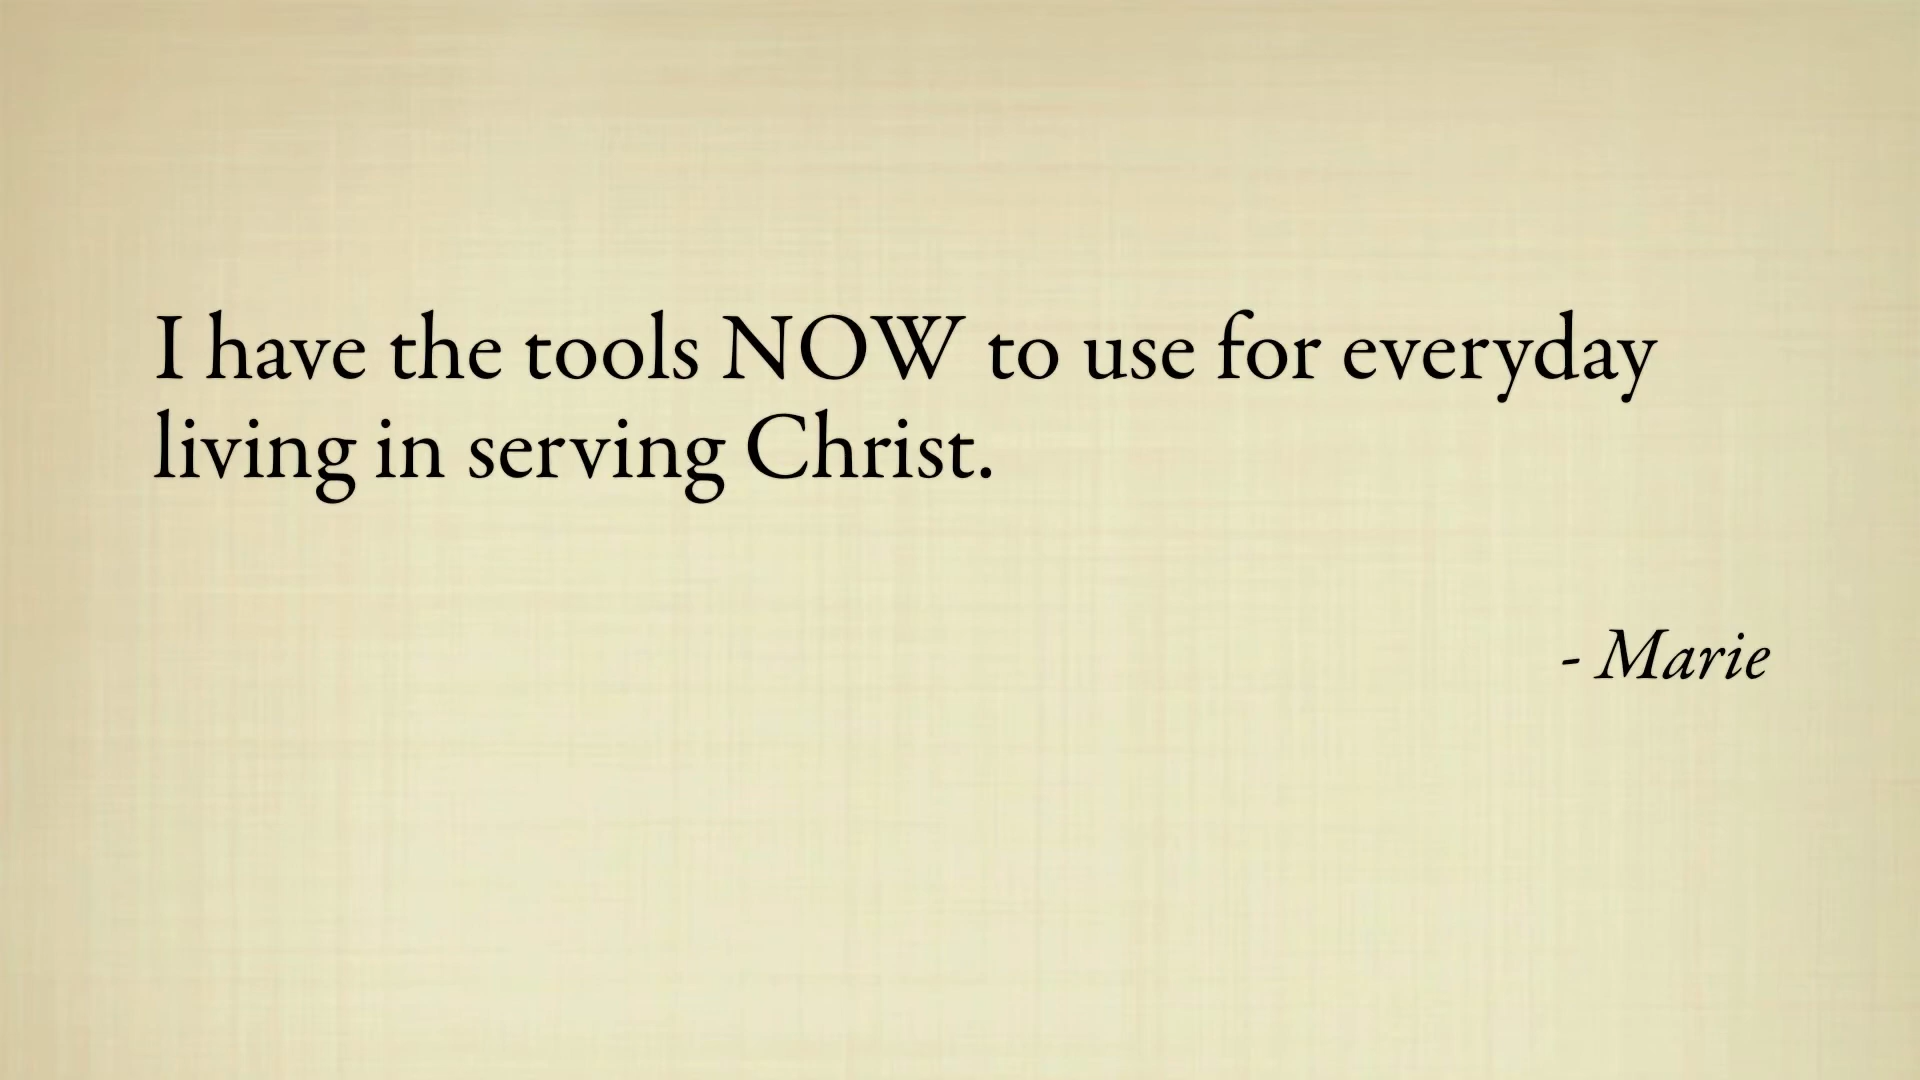 I have the tools NOW to use for everyday
living in serving Christ.
- Marie